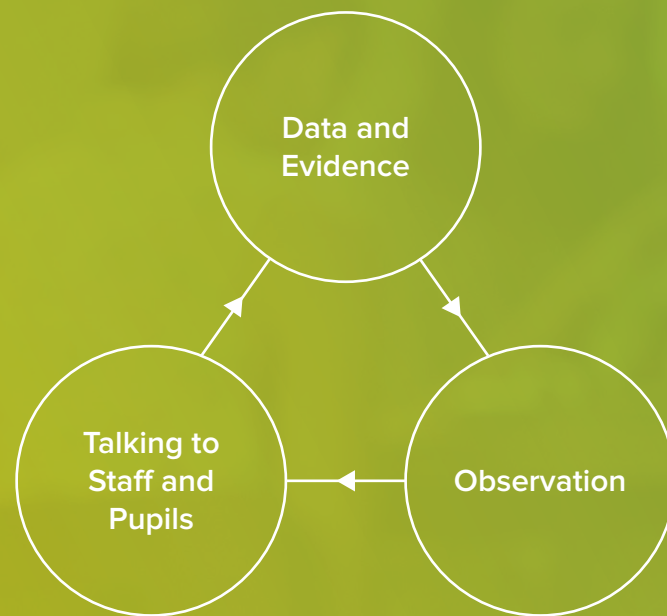 Data and
Evidence
Talking to
Staff and
Pupils
Observation